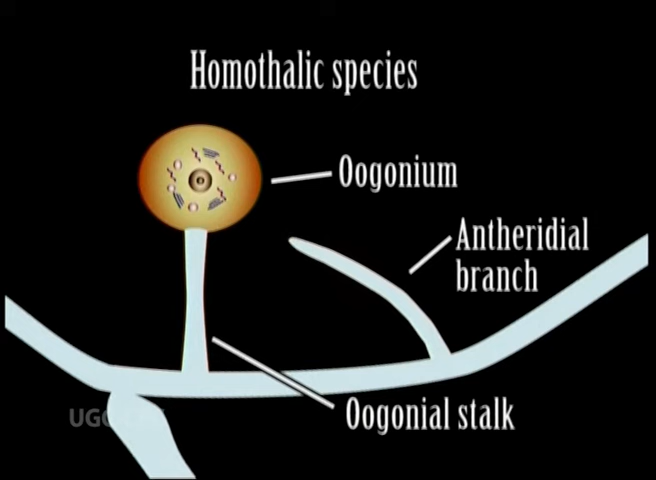 Homothalic species
Oogonium
Antheridial
branch
Oogonial stalk